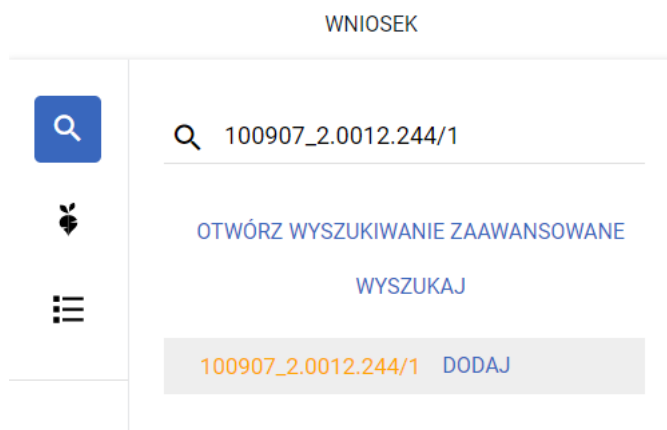 WNIOSEK
100907_2.0012.244/1
OTWÓRZ WYSZUKIWANIE ZAAWANSOWANE
WYSZUKAJ
100907_2.0012.244/1 DODAJ